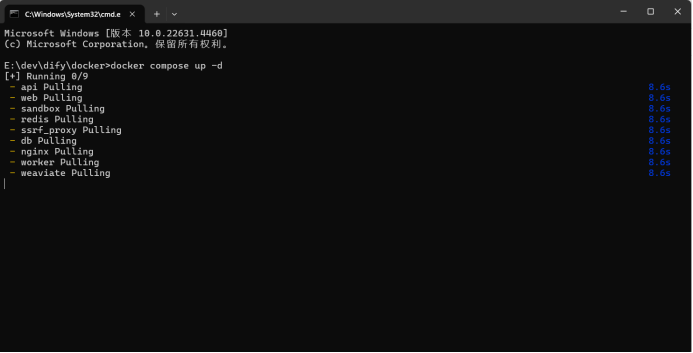 C:\Windows\System32\cmd.e
Microsoft Windows [版本 10.0.22631.4460]
(c) Microsoft Corporation。保留所有权利。
E:\dev\dify\docker>docker compose up -d
[+] Running 0/9
- api Pulling 8.6s
- web Pulling 8.6s
- sandbox Pulling 8.6s
- redis Pulling 8.6s
- ssrf_proxy Pulling 8.6s
- db Pulling 8.6s
- nginx Pulling 8.6s
- worker Pulling 8.6s
- weaviate Pulling 8.6s